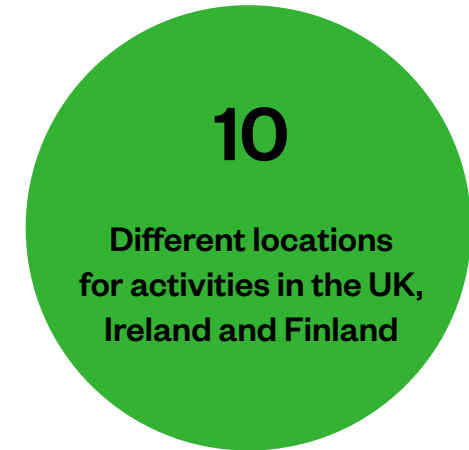 10
Different locations
for activities in the UK,
Ireland and Finland